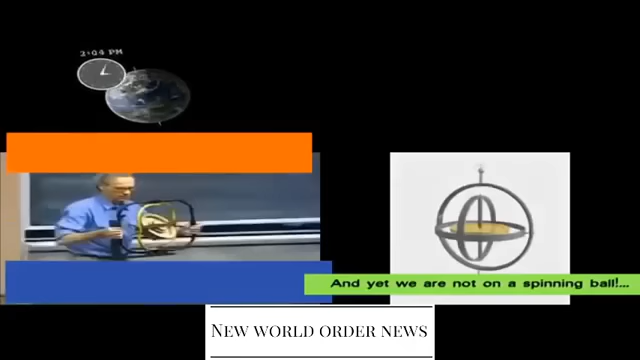 2:04 PM
And yet we are not on a spinning ball!...
New world order news